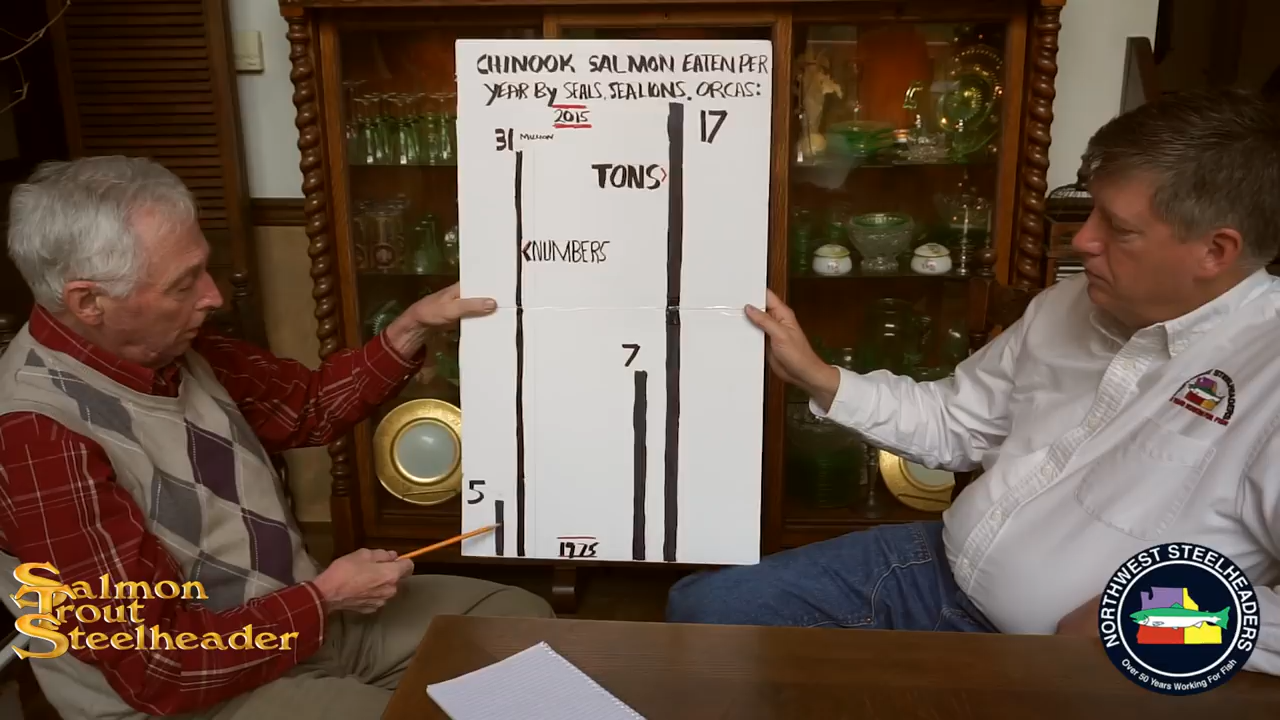 CHINOOK SALMON EATEN PER
YEAR BY SEALS, SEALIONS, ORCAS:
2015
31 MILLION
17
TONS>
<NUMBERS
7
5
1975
Salmon
Trout
Steelheader
NORTHWEST STEELHEADERS
Over 50 Years Working For Fish